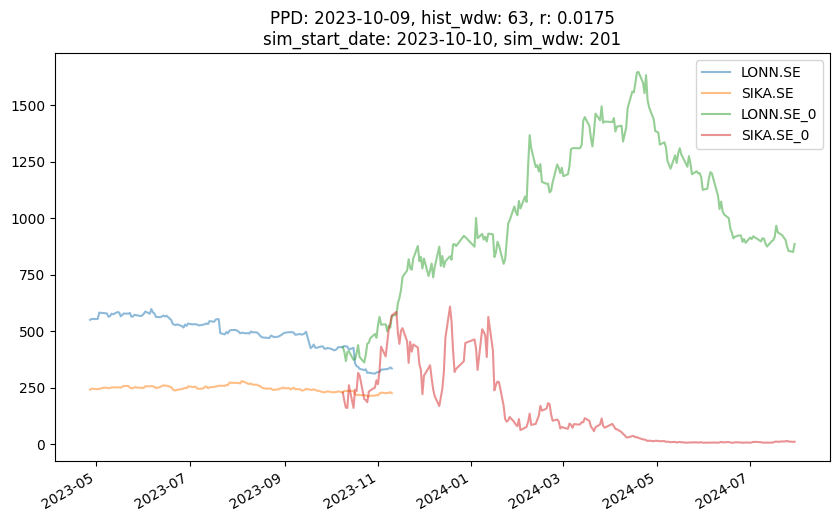 PPD: 2023-10-09, hist_wdw: 63, r: 0.0175
sim_start_date: 2023-10-10, sim_wdw: 201
LONN.SE
SIKA.SE
LONN.SE_0
SIKA.SE_0
1500
1250
1000
750
500
250
0
2023-05
2023-07
2023-09
2023-11
2024-01
2024-03
2024-05
2024-07